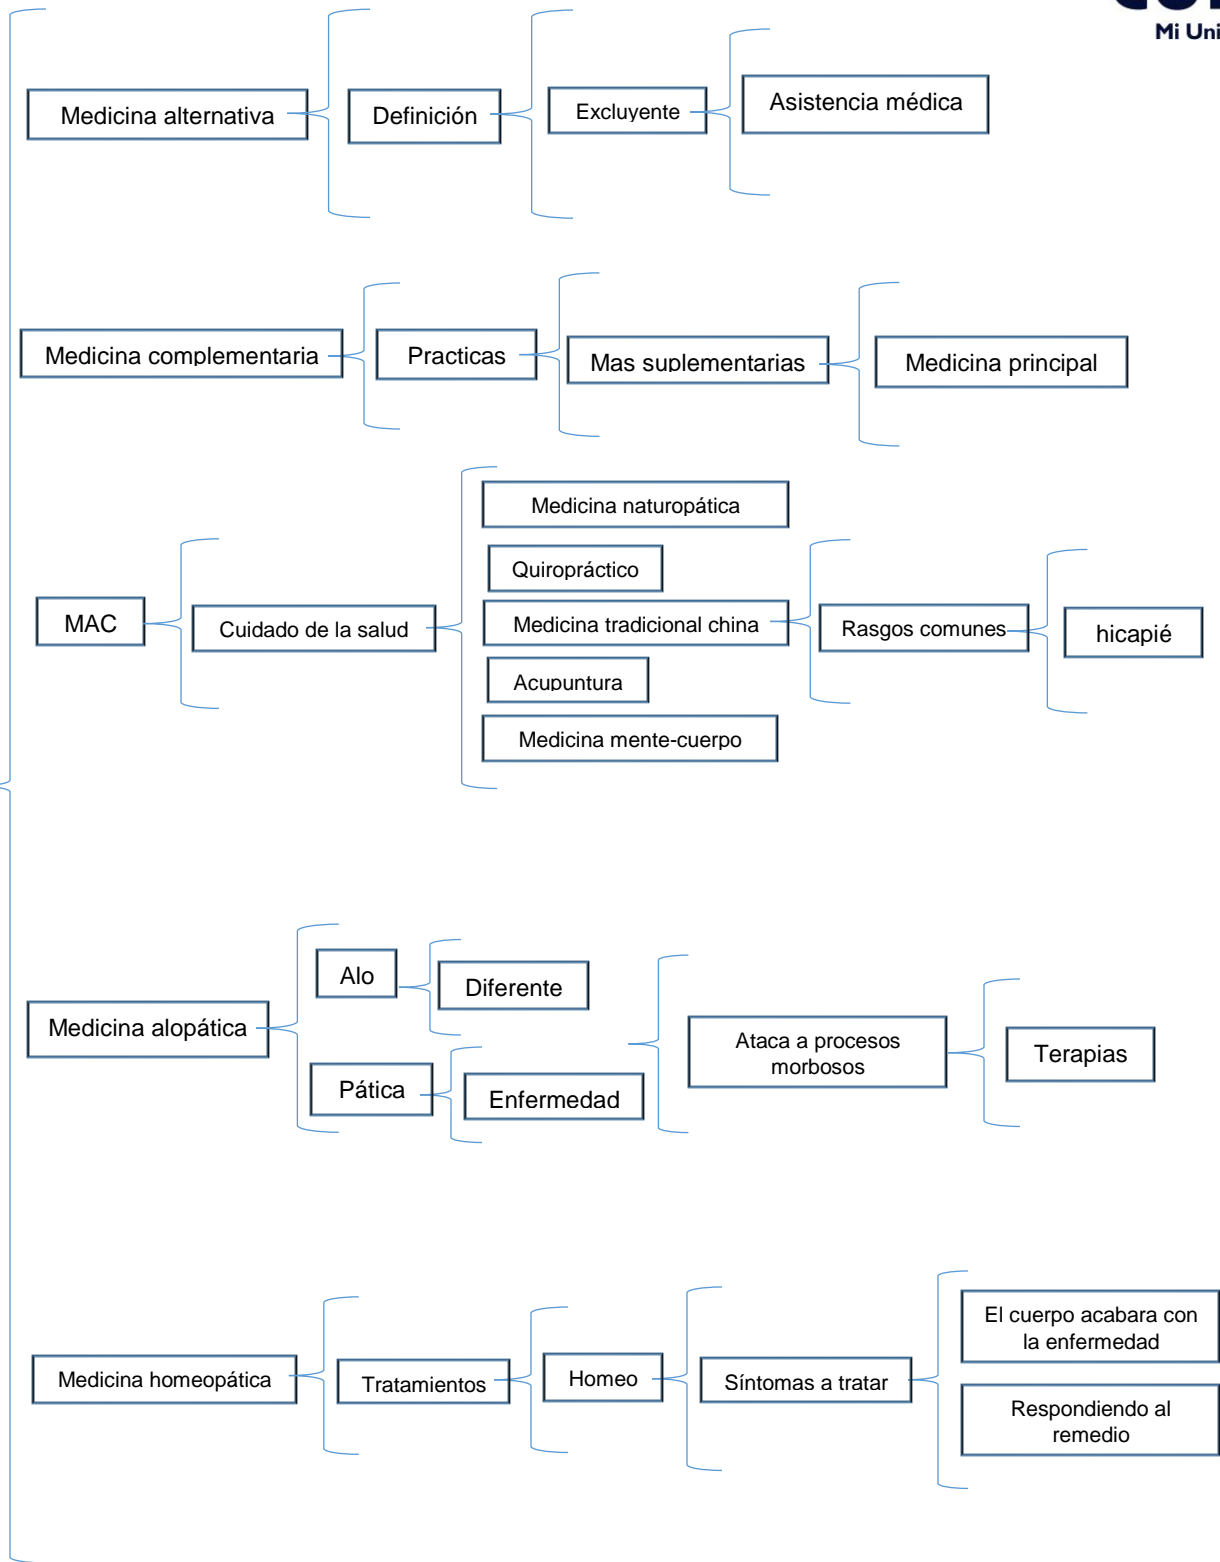 Mi Uni
Medicina alternativa
Definición
Excluyente
Asistencia médica
Medicina complementaria
Practicas
Mas suplementarias
Medicina principal
MAC
Cuidado de la salud
Medicina naturopática
Quiropráctico
Medicina tradicional china
Acupuntura
Medicina mente-cuerpo
Rasgos comunes
hicapié
Medicina alopática
Alo
Diferente
Pática
Enfermedad
Ataca a procesos
morbosos
Terapias
Medicina homeopática
Tratamientos
Homeo
Síntomas a tratar
El cuerpo acabara con
la enfermedad
Respondiendo al
remedio